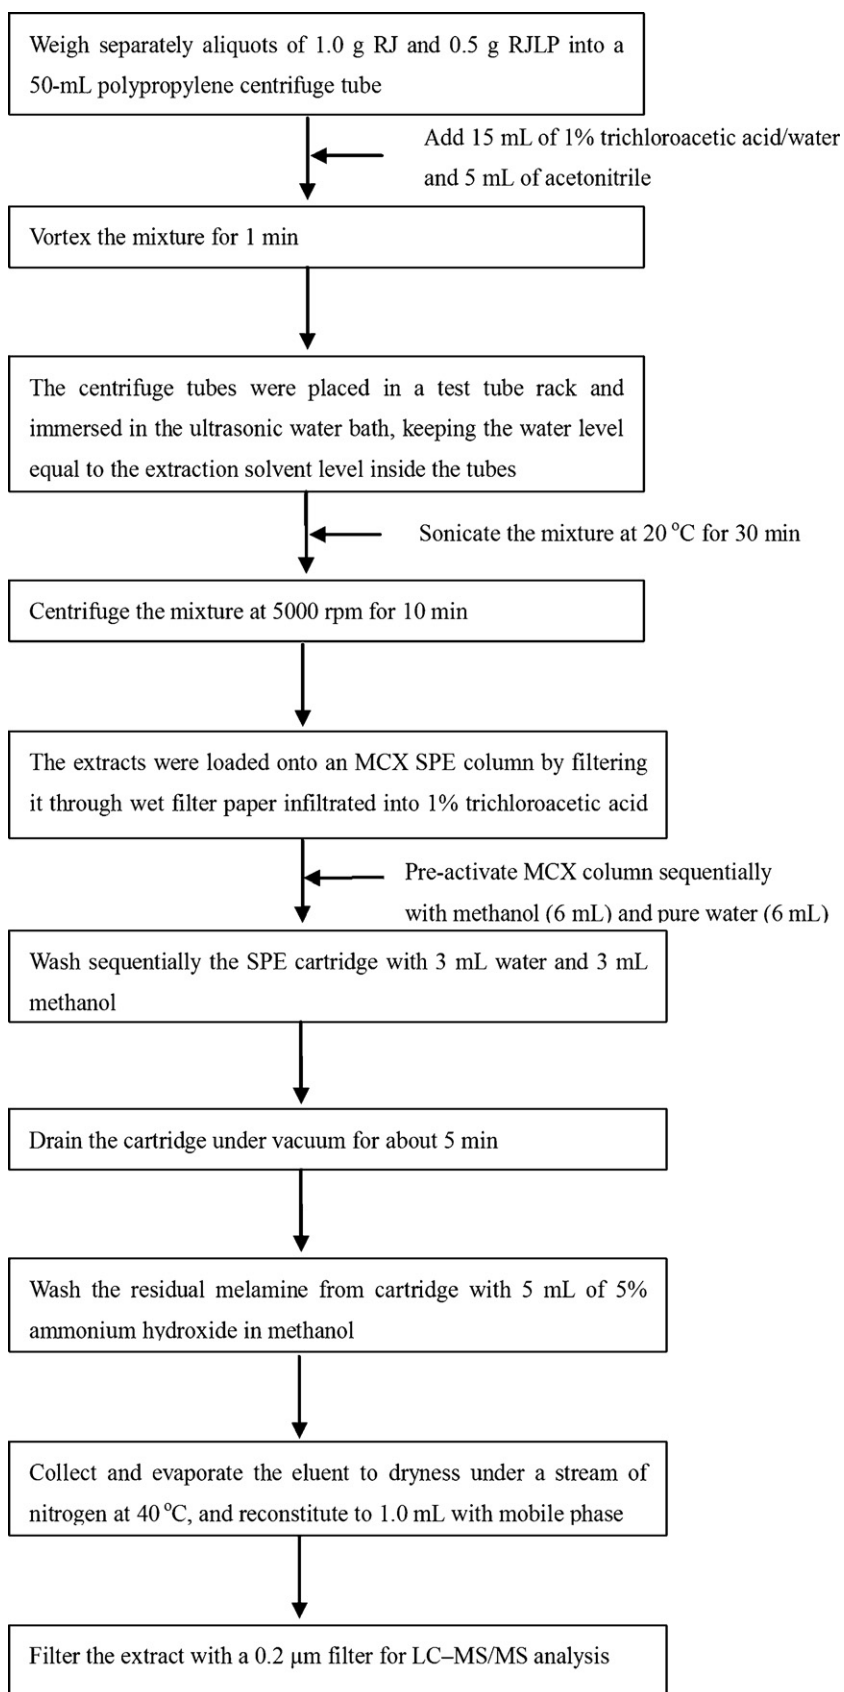 Weigh separately aliquots of 1.0 g RJ and 0.5 g RJLP into a
50-mL polypropylene centrifuge tube
Add 15 mL of 1% trichloroacetic acid/water
and 5 mL of acetonitrile
Vortex the mixture for 1 min
The centrifuge tubes were placed in a test tube rack and
immersed in the ultrasonic water bath, keeping the water level
equal to the extraction solvent level inside the tubes
Sonicate the mixture at 20 °C for 30 min
Centrifuge the mixture at 5000 rpm for 10 min
The extracts were loaded onto an MCX SPE column by filtering
it through wet filter paper infiltrated into 1% trichloroacetic acid
Pre-activate MCX column sequentially
with methanol (6 mL) and pure water (6 mL)
Wash sequentially the SPE cartridge with 3 mL water and 3 mL
methanol
Drain the cartridge under vacuum for about 5 min
Wash the residual melamine from cartridge with 5 mL of 5%
ammonium hydroxide in methanol
Collect and evaporate the eluent to dryness under a stream of
nitrogen at 40 °C, and reconstitute to 1.0 mL with mobile phase
Filter the extract with a 0.2 μm filter for LC–MS/MS analysis